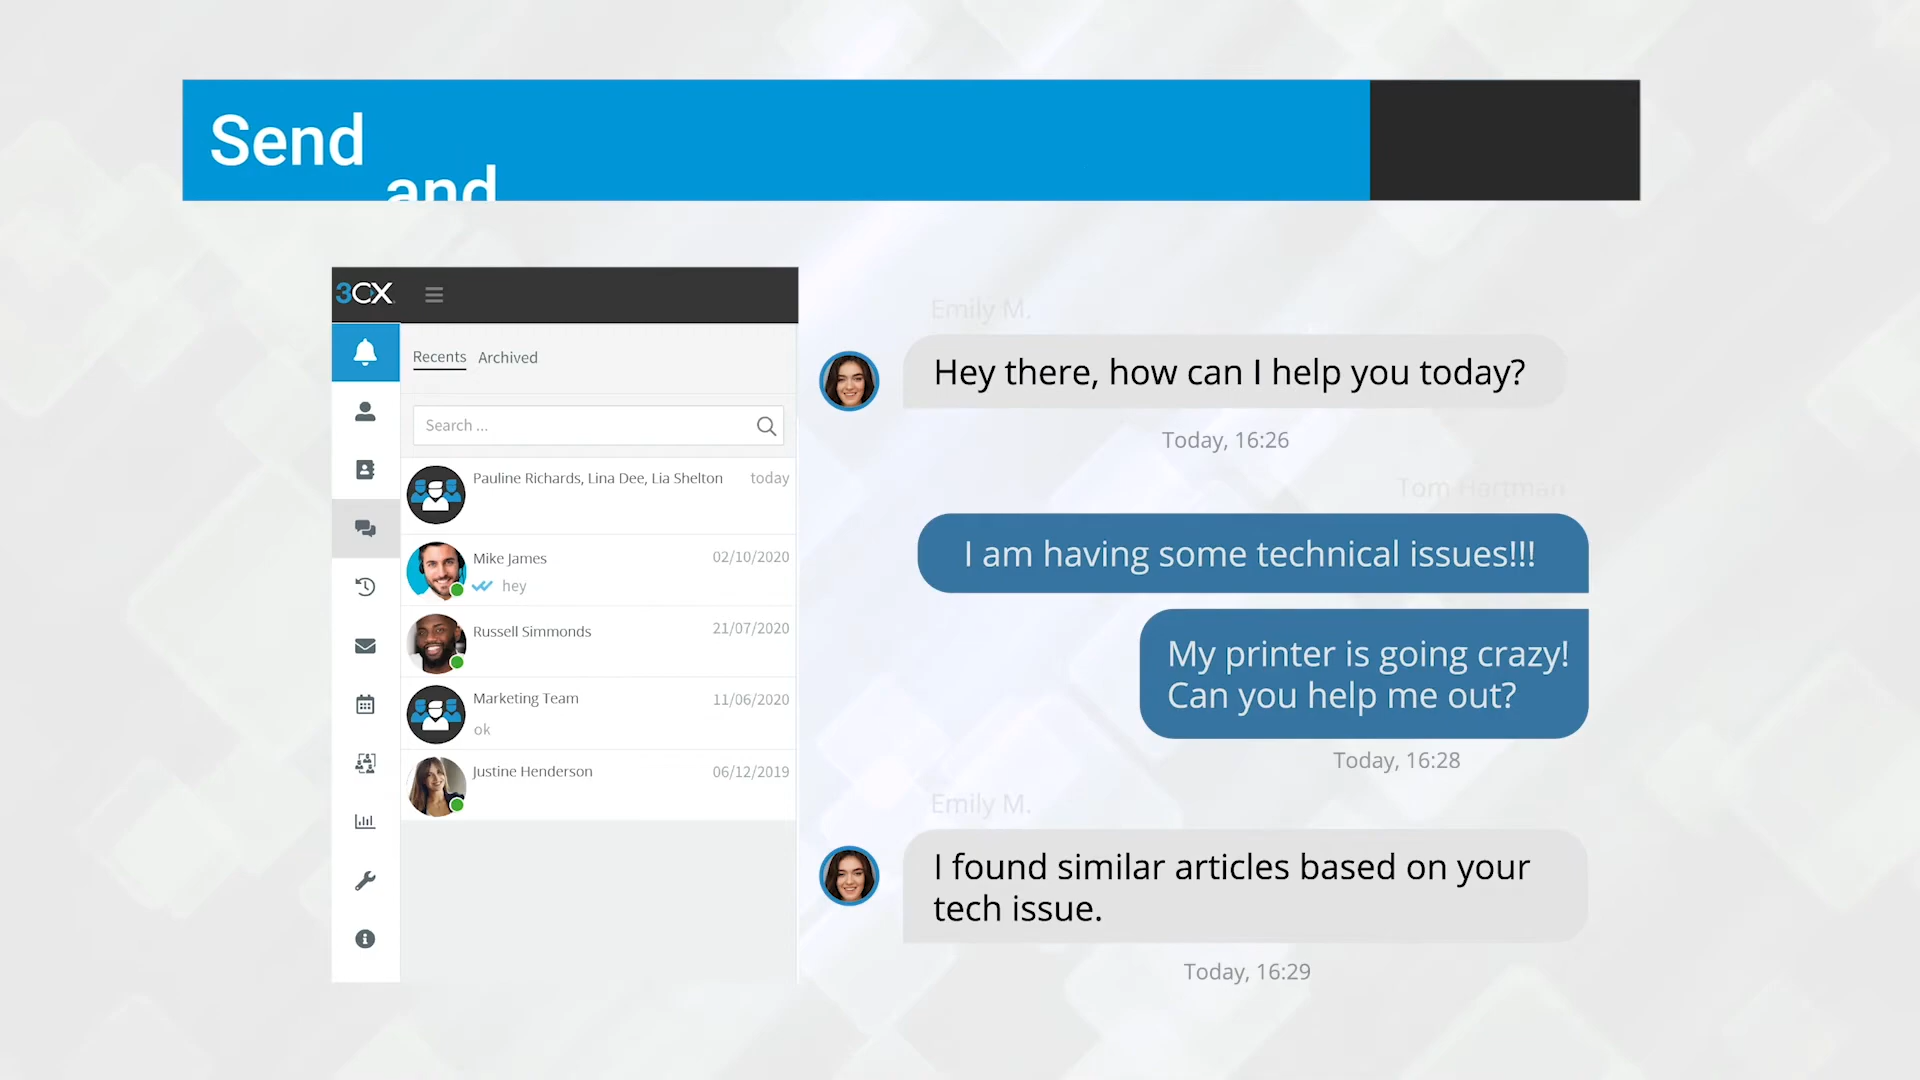 Send
and
3CX
Recents Archived
Search ...
Pauline Richards, Lina Dee, Lia Shelton today
Mike James 02/10/2020
hey
Russell Simmonds 21/07/2020
Marketing Team 11/06/2020
ok
Justine Henderson 06/12/2019
Emily M.
Hey there, how can I help you today?
Today, 16:26
Tom Hartman
I am having some technical issues!!!
My printer is going crazy!
Can you help me out?
Today, 16:28
Emily M.
I found similar articles based on your
tech issue.
Today, 16:29